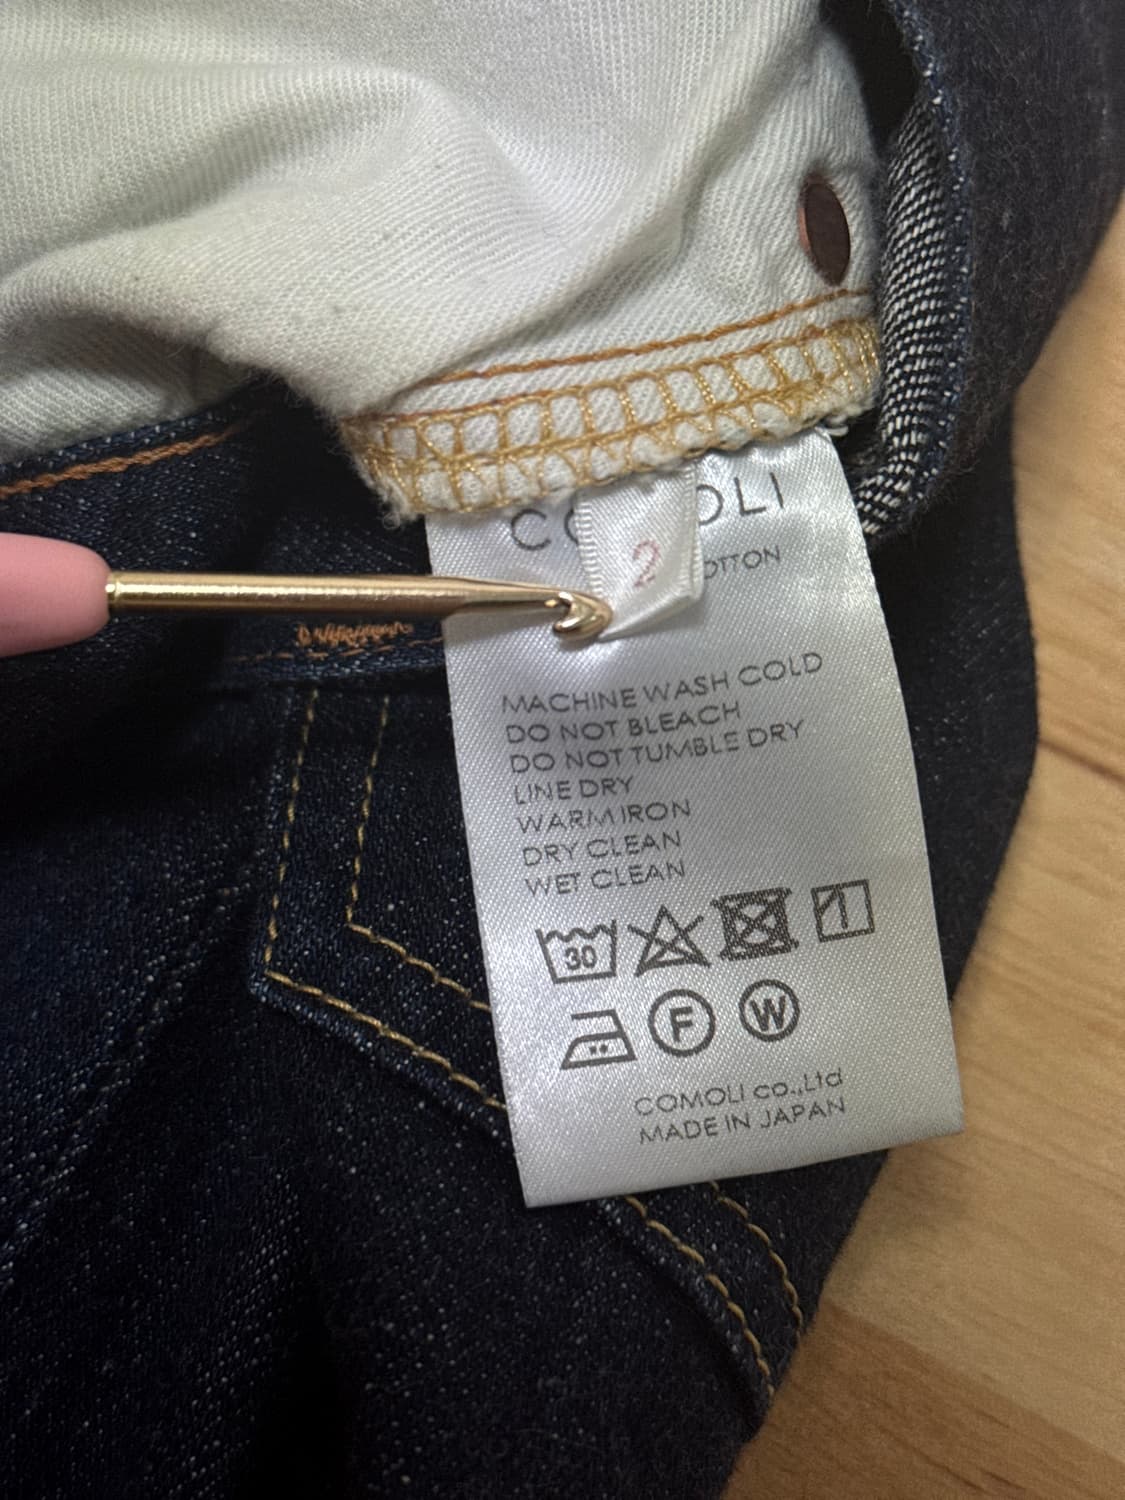 2
MACHINE WASH COLD
DO NOT BLEACH
DO NOT TUMBLE DRY
LINE DRY
WARM IRON
DRY CLEAN
WET CLEAN
30
F W
COMOLI co.,Ltd
MADE IN JAPAN